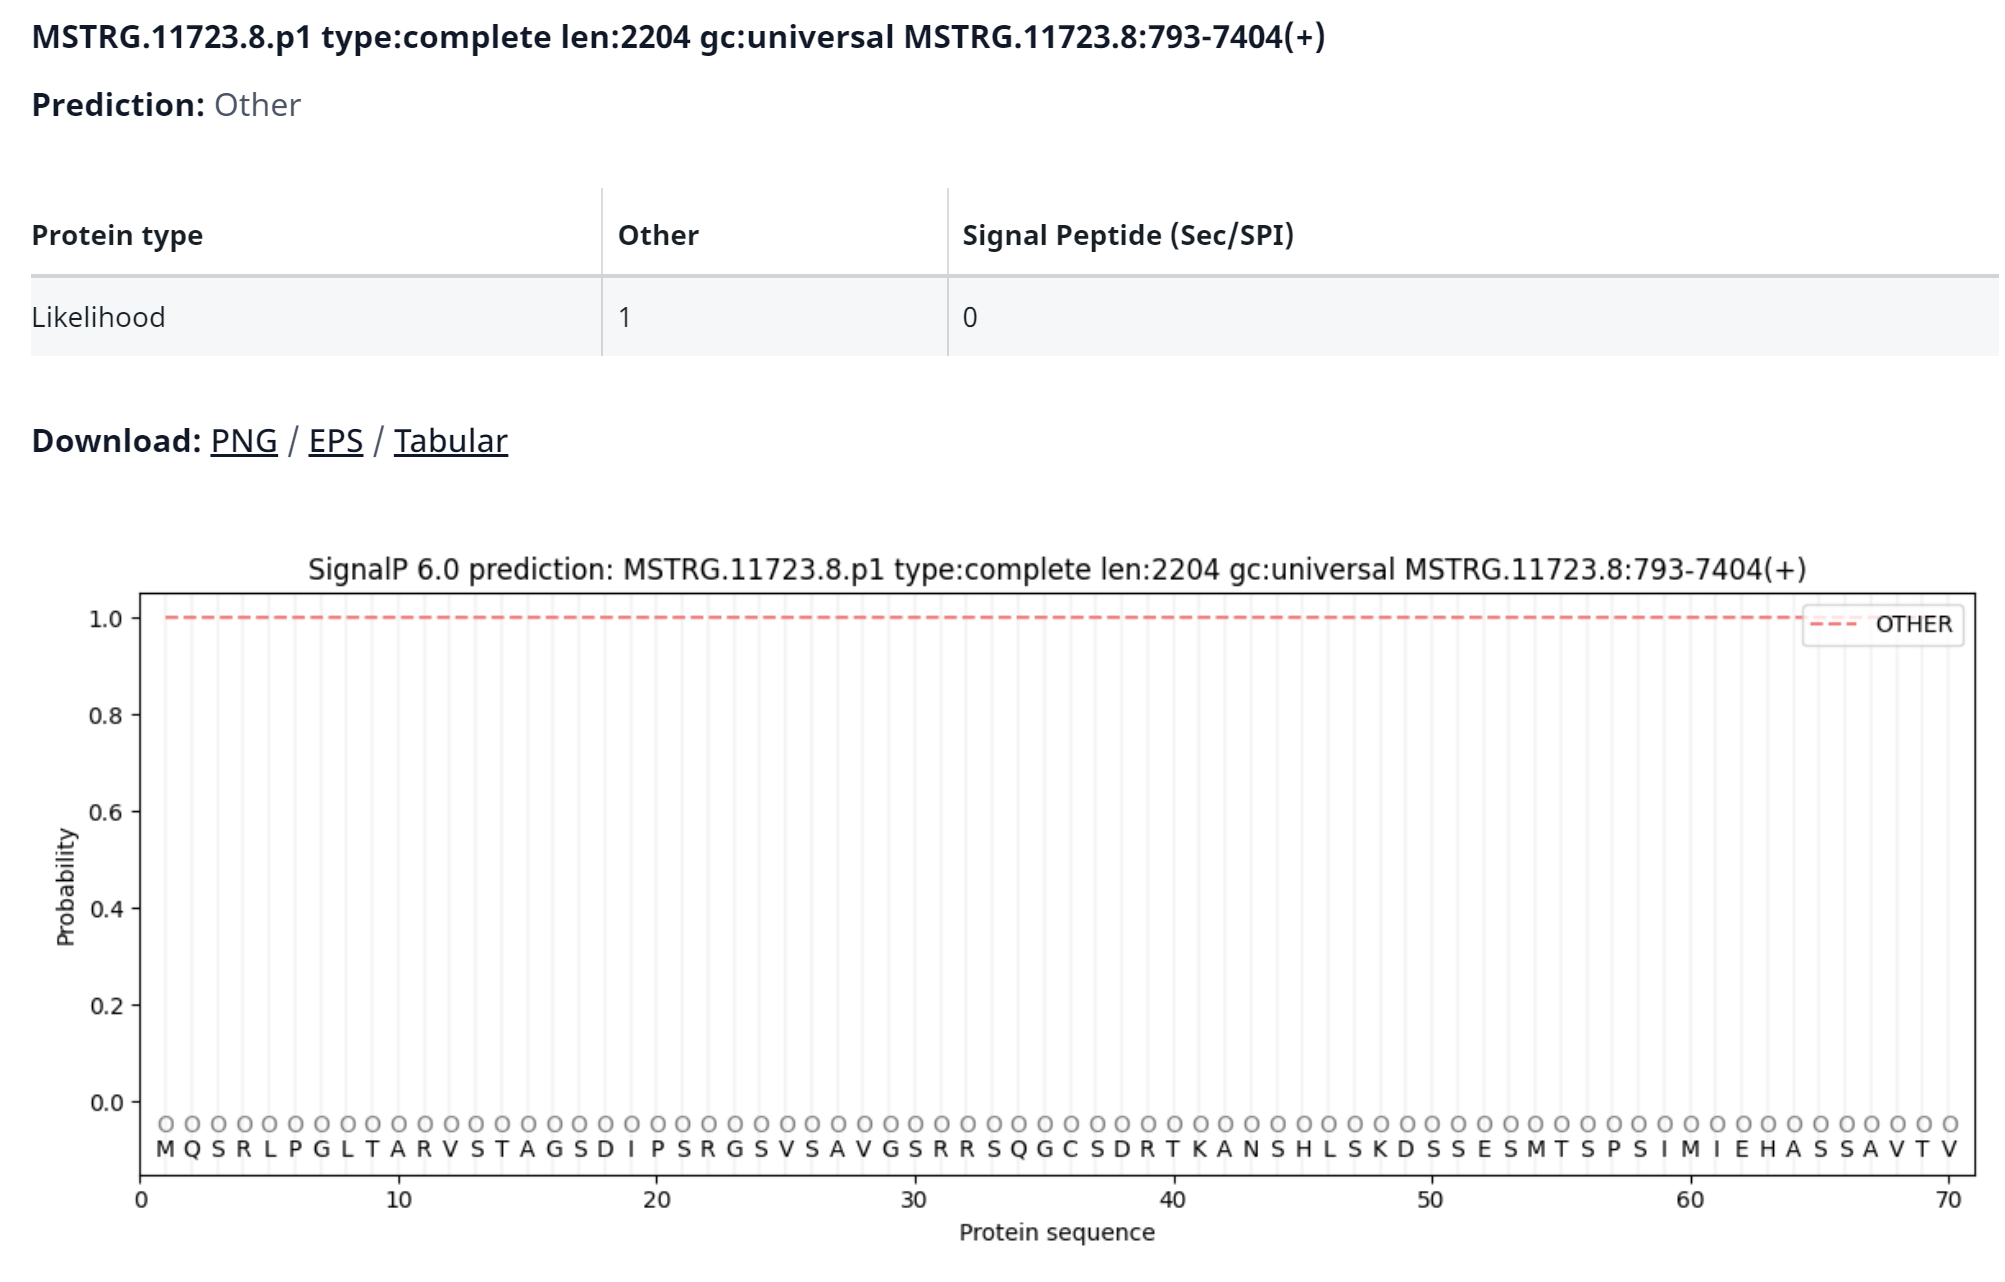 MSTRG.11723.8.p1 type:complete len:2204 gc:universal MSTRG.11723.8:793-7404(+)
Prediction: Other
Protein type Other Signal Peptide (Sec/SPI)
Likelihood 1 0
Download: PNG / EPS / Tabular
SignalP 6.0 prediction: MSTRG.11723.8.p1 type:complete len:2204 gc:universal MSTRG.11723.8:793-7404(+)
1.0
OTHER
0.8
0.6
0.4
0.2
0.0
Probability
O O O O O O O O O O O O O O O O O O O O O O O O O O O O O O O O O O O O O O O O O O O O O O O O O O O O O O O O O O O O O O O O O O O O O O
M Q S R L P G L T A R V S T A G S D I P S R G S V S A V G S R R S Q G C S D R T K A N S H L S K D S S E S M T S P S I M I E H A S S A V T V
0 10 20 30 40 50 60 70
Protein sequence